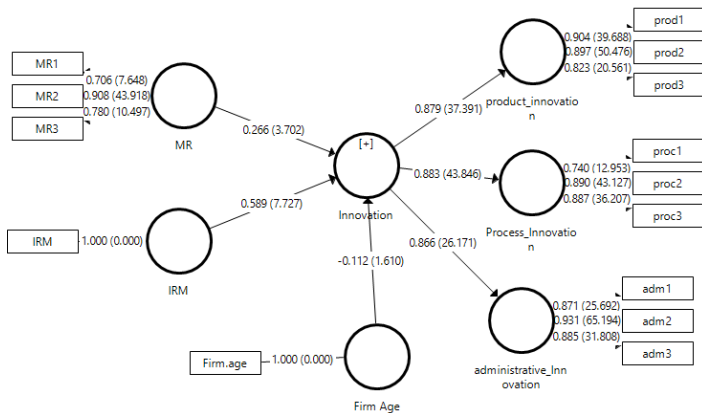 prod1
0.904 (39.688)
prod2
0.897 (50.476)
0.823 (20.561)
prod3
product_innovatio
n
MR1
0.706 (7.648)
MR2
0.908 (43.918)
0.780 (10.497)
MR3
MR
0.266 (3.702)
0.879 (37.391)
[+]
Innovation
0.883 (43.846)
proc1
0.740 (12.953)
proc2
0.890 (43.127)
0.887 (36.207)
proc3
Process_Innovatio
n
0.589 (7.727)
IRM
1.000 (0.000)
IRM
0.866 (26.171)
-0.112 (1.610)
adm1
0.871 (25.692)
adm2
0.931 (65.194)
0.885 (31.808)
adm3
administrative_Inn
ovation
Firm.age
1.000 (0.000)
Firm Age